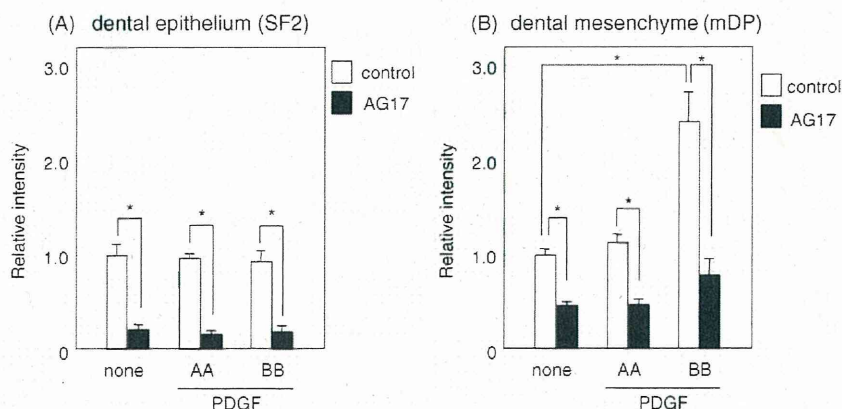 (A) dental epithelium (SF2)
3.0
2.0
1.0
0
Relative intensity
* * *
control
AG17
none AA BB
PDGF
(B) dental mesenchyme (mDP)
3.0
2.0
1.0
0
Relative intensity
* *
* *
control
AG17
none AA BB
PDGF